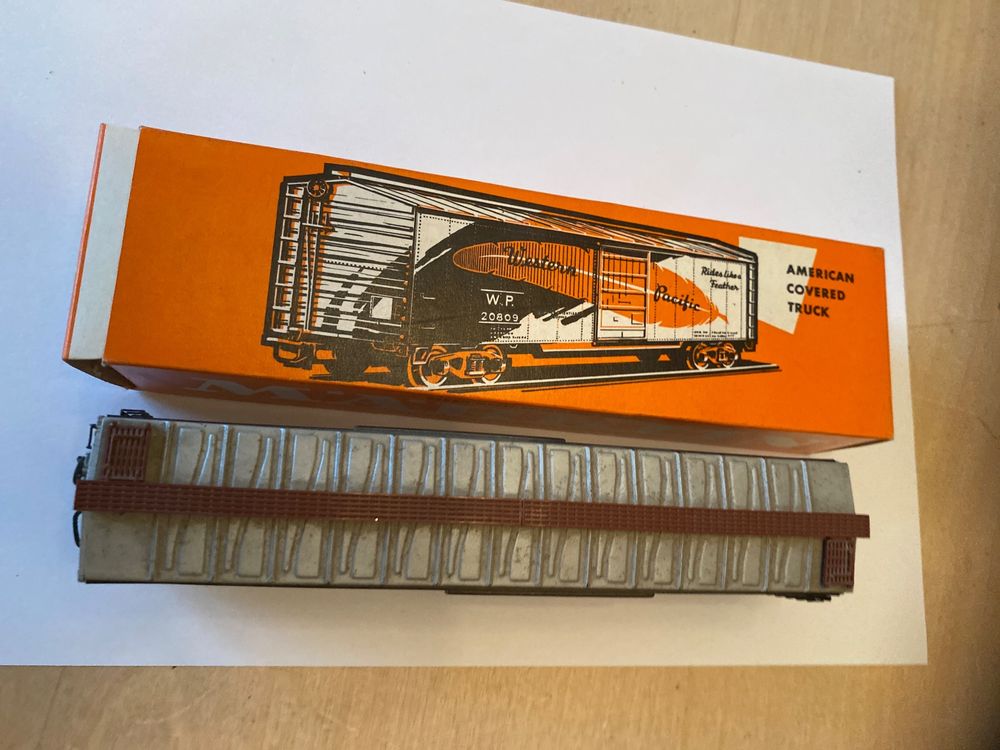 Western
Pacific
Rides like a
Feather
W.P.
20809
AMERICAN
COVERED
TRUCK